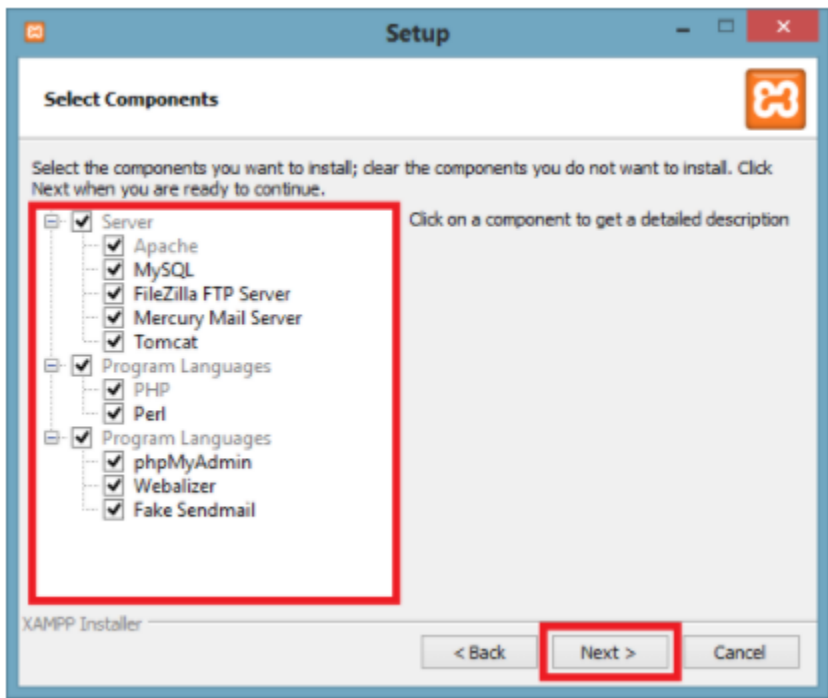 Setup
Select Components
Select the components you want to install; clear the components you do not want to install. Click
Next when you are ready to continue.
Server
Apache
MySQL
FileZilla FTP Server
Mercury Mail Server
Tomcat
Program Languages
PHP
Perl
Program Languages
phpMyAdmin
Webalizer
Fake Sendmail
Click on a component to get a detailed description
XAMPP Installer
< Back
Next >
Cancel